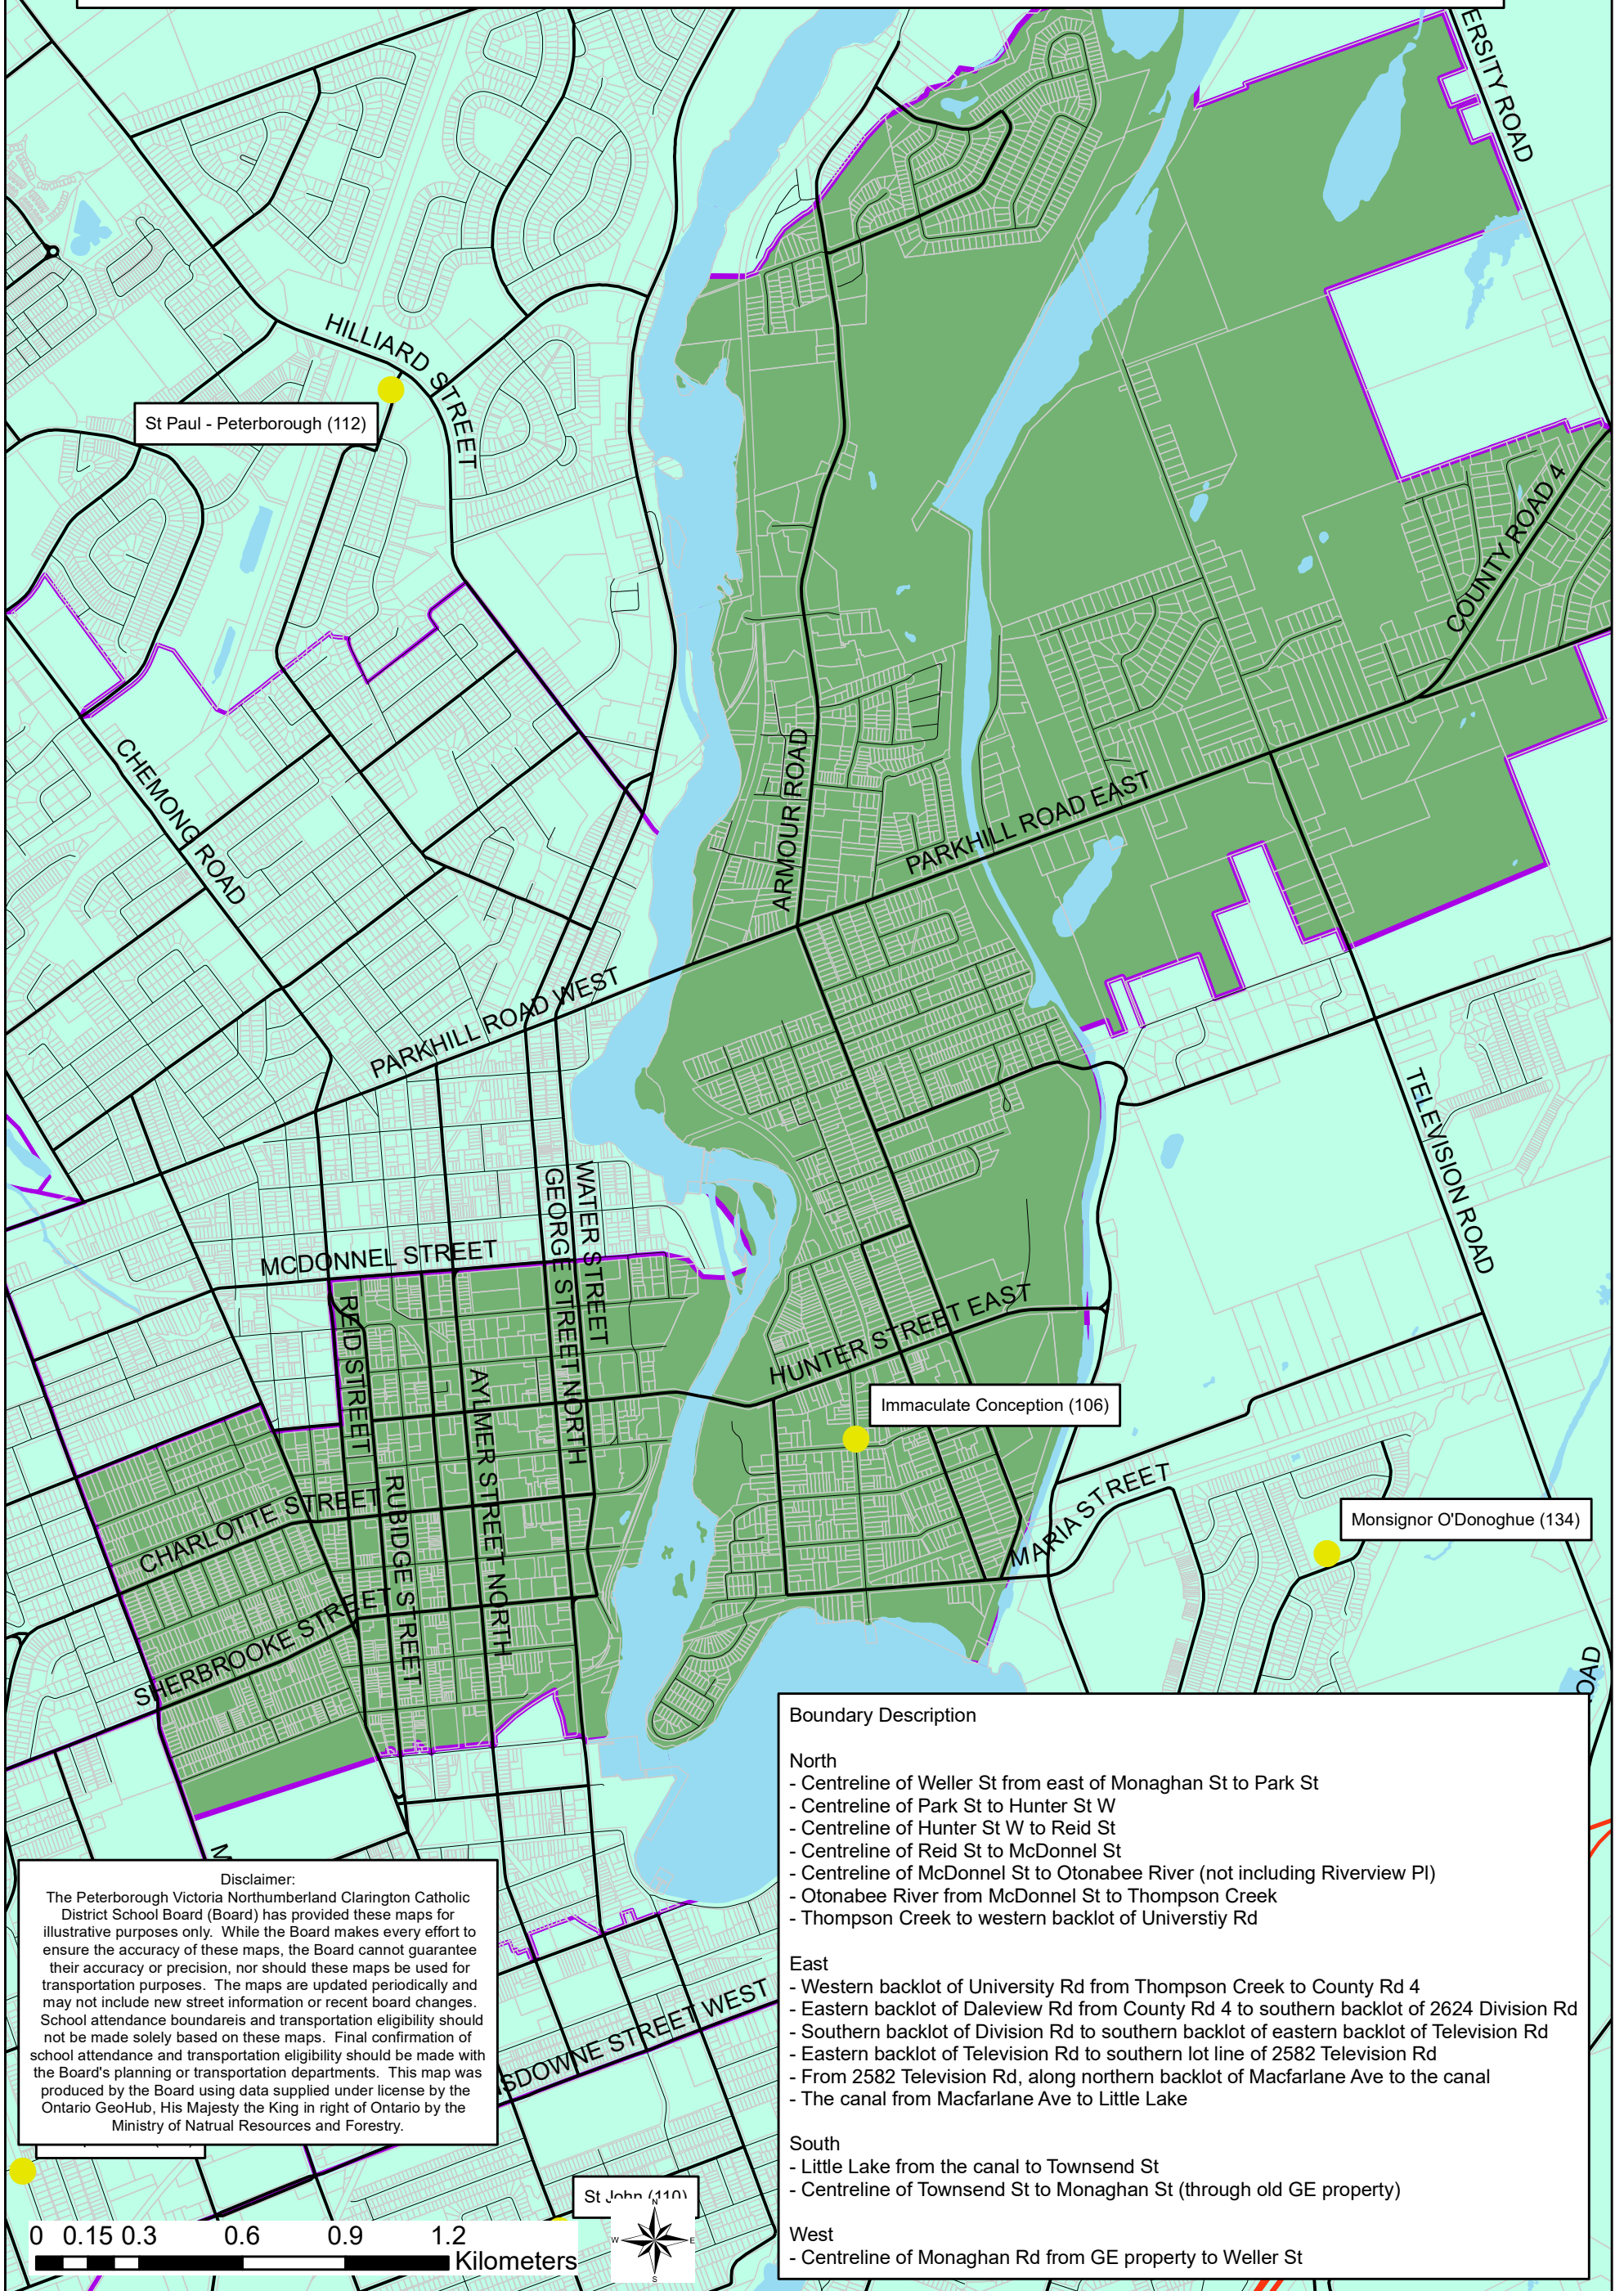 ERSITY ROAD
HILLIARD STREET
St Paul - Peterborough (112)
COUNTY ROAD 4
CHEMONG ROAD
ARMOUR ROAD
PARKHILL ROAD EAST
PARKHILL ROAD WEST
TELEVISION ROAD
WATER STREET
GEORGE STREET NORTH
MCDONNEL STREET
REID STREET
HUNTER STREET EAST
AYLMER STREET NORTH
Immaculate Conception (106)
RUBIDGE STREET
CHARLOTTE STREET
MARIA STREET
Monsignor O'Donoghue (134)
SHERBROOKE STREET
OAD
M
SDOWNE STREET WEST
Boundary Description
North
- Centreline of Weller St from east of Monaghan St to Park St
- Centreline of Park St to Hunter St W
- Centreline of Hunter St W to Reid St
- Centreline of Reid St to McDonnel St
- Centreline of McDonnel St to Otonabee River (not including Riverview Pl)
- Otonabee River from McDonnel St to Thompson Creek
- Thompson Creek to western backlot of Universtiy Rd
East
- Western backlot of University Rd from Thompson Creek to County Rd 4
- Eastern backlot of Daleview Rd from County Rd 4 to southern backlot of 2624 Division Rd
- Southern backlot of Division Rd to southern backlot of eastern backlot of Television Rd
- Eastern backlot of Television Rd to southern lot line of 2582 Television Rd
- From 2582 Television Rd, along northern backlot of Macfarlane Ave to the canal
- The canal from Macfarlane Ave to Little Lake
South
- Little Lake from the canal to Townsend St
- Centreline of Townsend St to Monaghan St (through old GE property)
West
- Centreline of Monaghan Rd from GE property to Weller St
Disclaimer:
The Peterborough Victoria Northumberland Clarington Catholic
District School Board (Board) has provided these maps for
illustrative purposes only. While the Board makes every effort to
ensure the accuracy of these maps, the Board cannot guarantee
their accuracy or precision, nor should these maps be used for
transportation purposes. The maps are updated periodically and
may not include new street information or recent board changes.
School attendance boundareis and transportation eligibility should
not be made solely based on these maps. Final confirmation of
school attendance and transportation eligibility should be made with
the Board's planning or transportation departments. This map was
produced by the Board using data supplied under license by the
Ontario GeoHub, His Majesty the King in right of Ontario by the
Ministry of Natrual Resources and Forestry.
St John (110)
0 0.15 0.3 0.6 0.9 1.2
Kilometers
N
W E
S